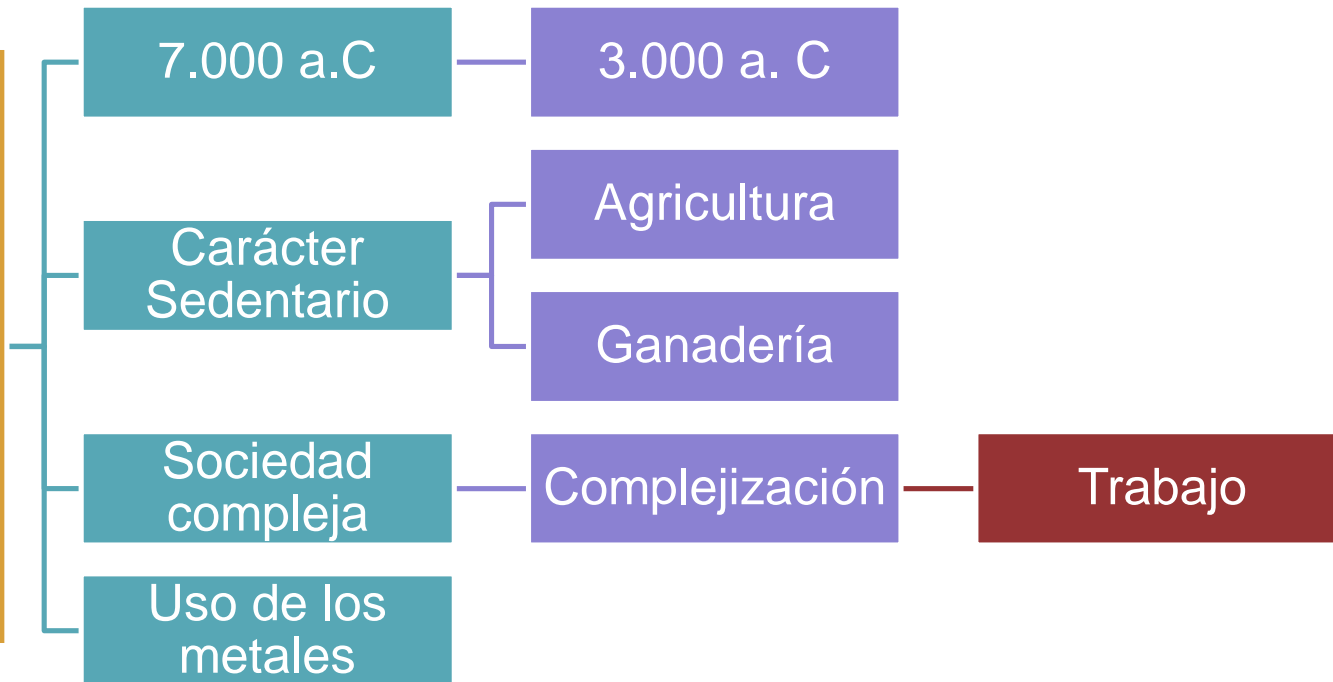 7.000 a.C
3.000 a. C
Carácter
Sedentario
Agricultura
Ganadería
Sociedad
compleja
Complejización
Trabajo
Uso de los
metales